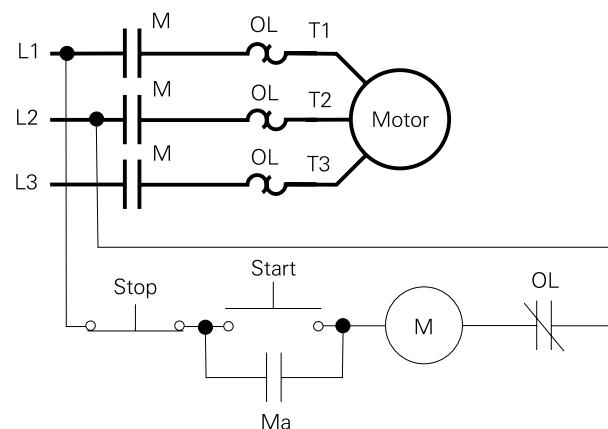 M OL T1
L1
M OL T2
L2 Motor
M OL T3
L3
Start
Stop OL
M
Ma